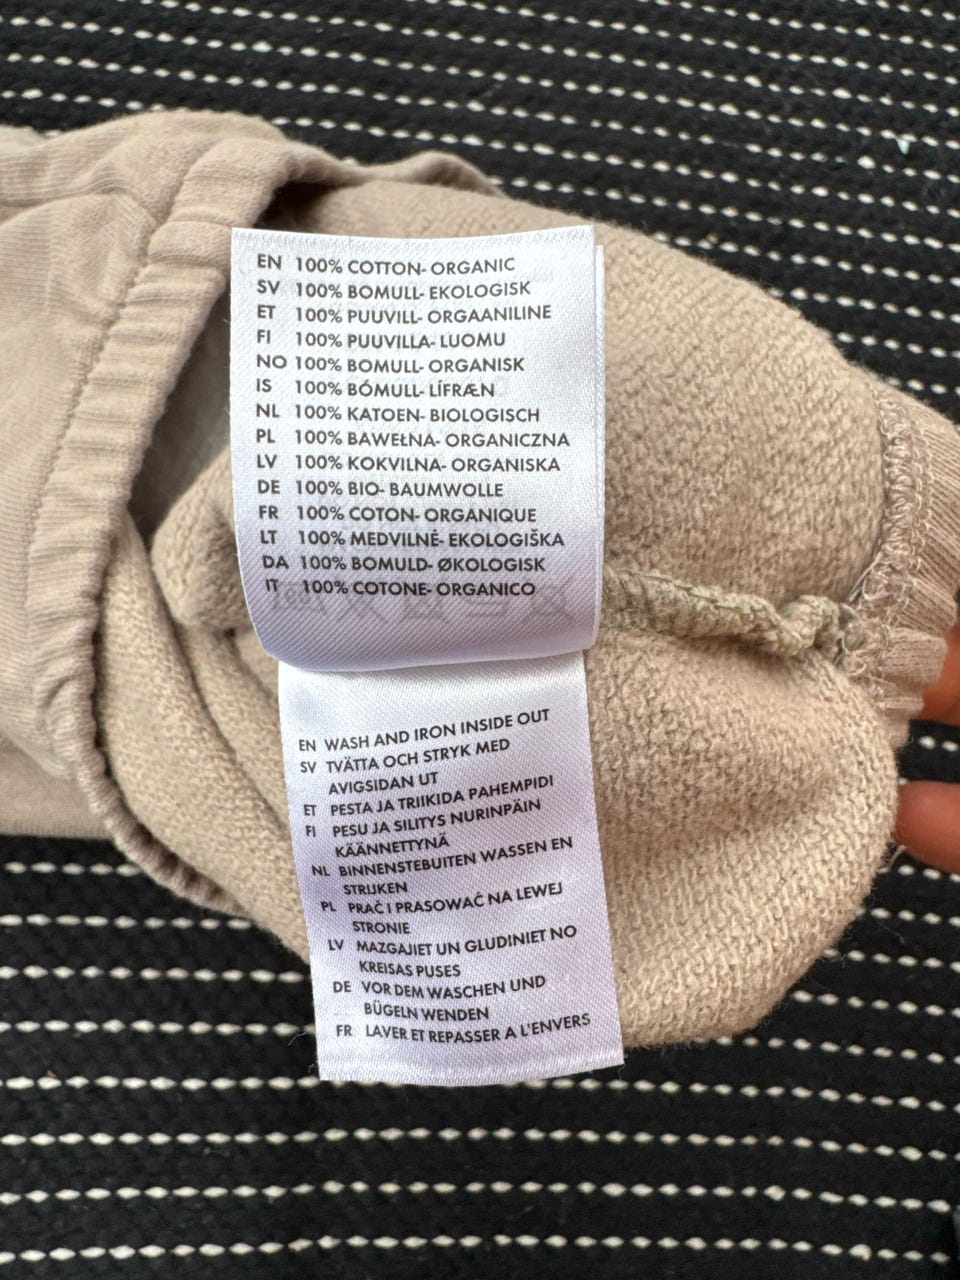 EN 100% COTTON- ORGANIC
SV 100% BOMULL- EKOLOGISK
ET 100% PUUVILL- ORGAANILINE
FI 100% PUUVILLA- LUOMU
NO 100% BOMULL- ORGANISK
IS 100% BÓMULL- LÍFRÆN
NL 100% KATOEN- BIOLOGISCH
PL 100% BAWEŁNA- ORGANICZNA
LV 100% KOKVILNA- ORGANISKA
DE 100% BIO- BAUMWOLLE
FR 100% COTON- ORGANIQUE
LT 100% MEDVILNĖ- EKOLOGIŠKA
DA 100% BOMULD- ØKOLOGISK
IT 100% COTONE- ORGANICO
EN WASH AND IRON INSIDE OUT
SV TVÄTTA OCH STRYK MED
AVIGSIDAN UT
ET PESTA JA TRIIKIDA PAHEMPIDI
FI PESU JA SILITYS NURINPÄIN
KÄÄNNETTYNÄ
NL BINNENSTEBUITEN WASSEN EN
STRIJKEN
PL PRAĆ I PRASOWAĆ NA LEWEJ
STRONIE
LV MAZGAJIET UN GLUDINIET NO
KREISAS PUSES
DE VOR DEM WASCHEN UND
BÜGELN WENDEN
FR LAVER ET REPASSER A L'ENVERS